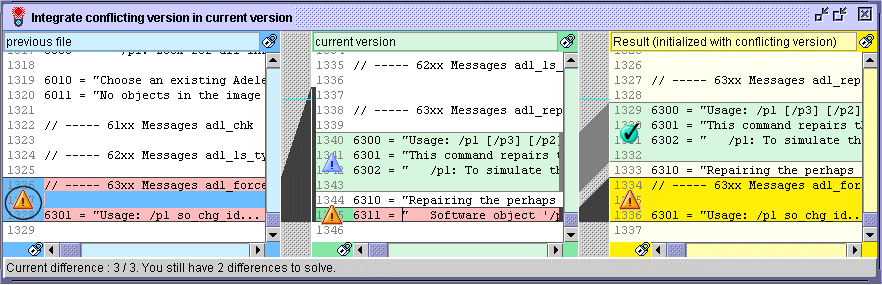 Integrate conflicting version in current version
previous file
1318
1319 6010 = "Choose an existing Adele
1320 6011 = "No objects in the image
1321
1322 // ----- 61xx Messages adl_chk
1323
1324 // ----- 62xx Messages adl_ls_ty
1325
1326 // ----- 63xx Messages adl_force
1328 6301 = "Usage: /pl so chg id...
1329
current version
1335 // ----- 62xx Messages adl_ls_
1336
1337
1338 // ----- 63xx Messages adl_rep
1339
1340 6300 = "Usage: /pl [/p3] [/p2]
1341 6301 = "This command repairs t
1342 6302 = "   /pl: To simulate th
1343
1344 6310 = "Repairing the perhaps
1345 6311 = "   Software object '/p
1346
Result (initialized with conflicting version)
1326
1327 // ----- 63xx Messages adl_rep
1328
1329 6300 = "Usage: /pl [/p3] [/p2]
1330 6301 = "This command repairs th
1331 6302 = "   /pl: To simulate th
1332
1333 6310 = "Repairing the perhaps
1334 // ----- 63xx Messages adl_for
1335
1336 6301 = "Usage: /pl so chg id...
1337
Current difference : 3 / 3. You still have 2 differences to solve.